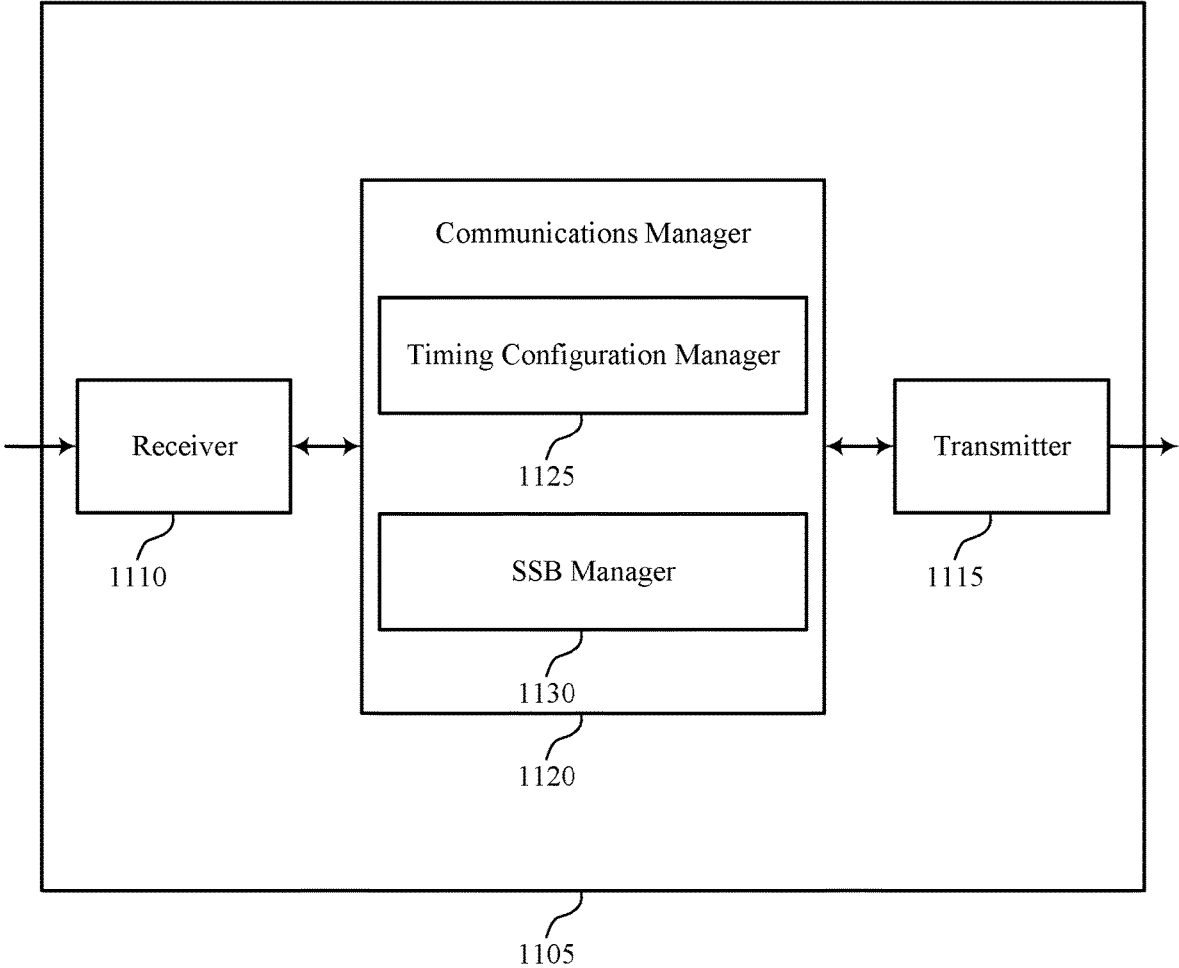 Communications Manager
Timing Configuration Manager
1125
Receiver
1110
Transmitter
1115
SSB Manager
1130
1120
1105